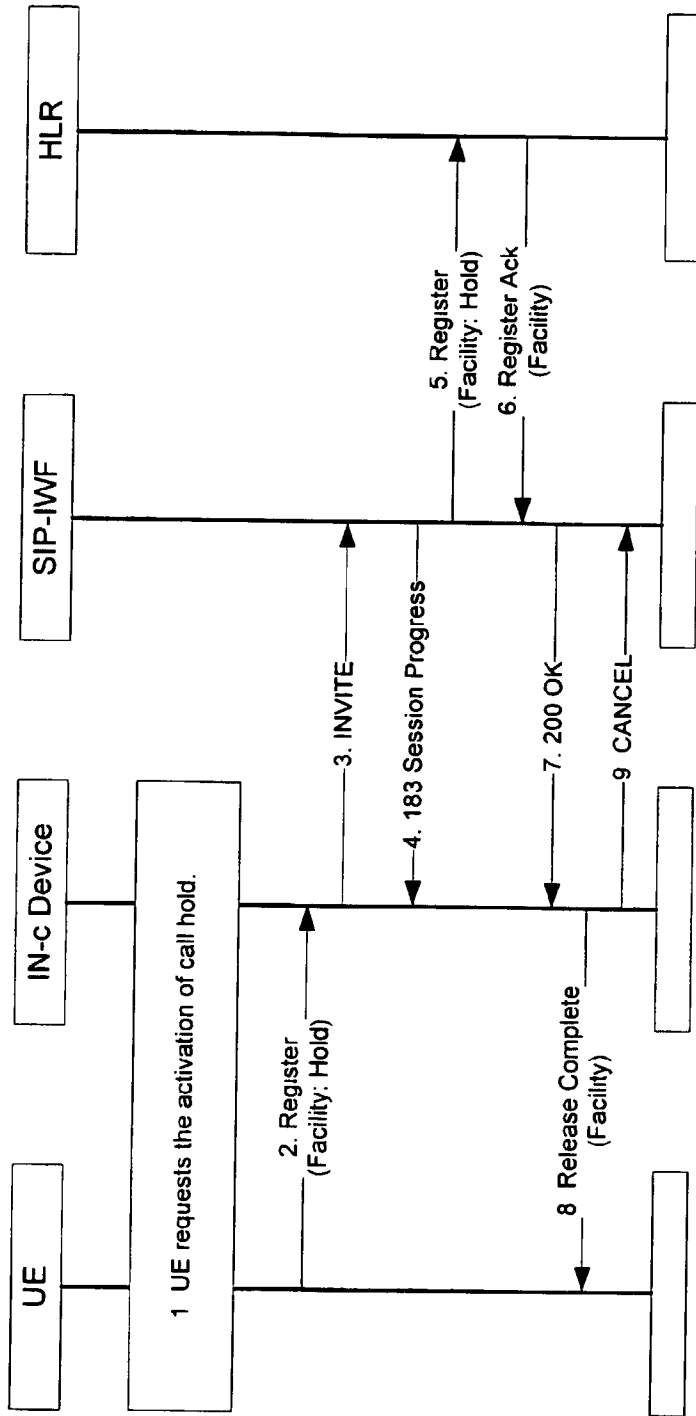 UE
IN-c Device
SIP-IWF
HLR
1 UE requests the activation of call hold.
2. Register
(Facility: Hold)
3. INVITE
4. 183 Session Progress
5. Register
(Facility: Hold)
6. Register Ack
(Facility)
7. 200 OK
8 Release Complete
(Facility)
9 CANCEL